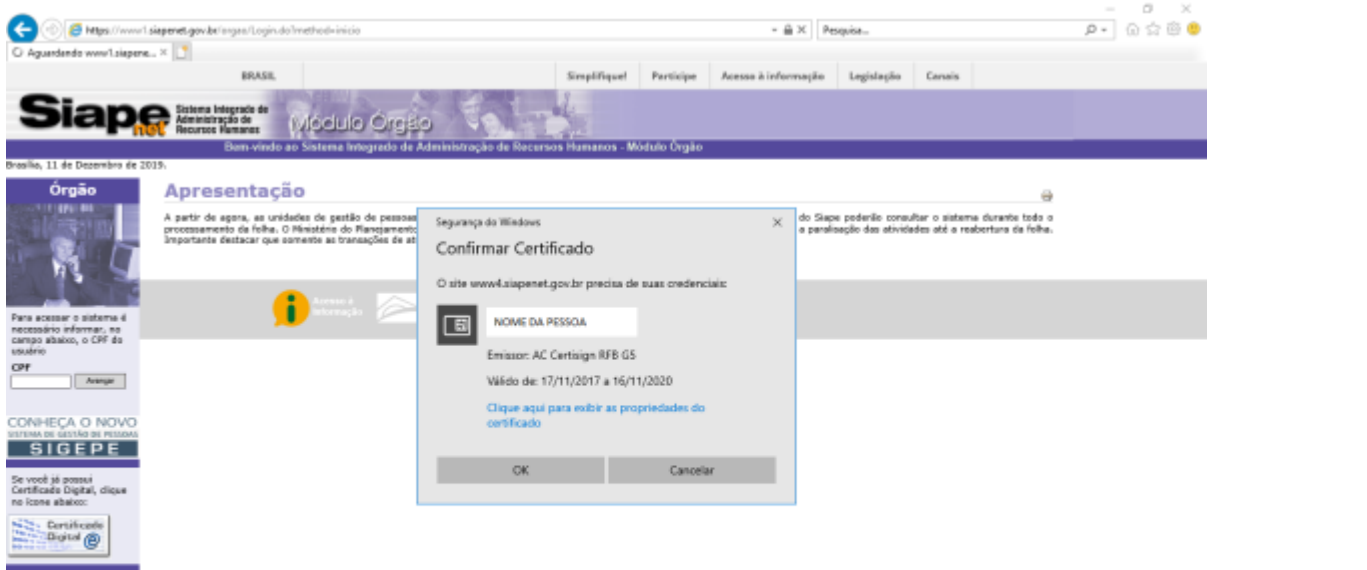 https://www1.siapenet.gov.br/orgao/Login.do?method=inicio
Pesquisa...
Aguardando www1.siapene...
BRASIL
Simplifique!
Participe
Acesso à informação
Legislação
Canais
Siape
net
Sistema Integrado de
Administração de
Recursos Humanos
Módulo Órgão
Bem-vindo ao Sistema Integrado de Administração de Recursos Humanos - Módulo Órgão
Brasília, 11 de Dezembro de 2019.
Órgão
Apresentação
A partir de agora, as unidades de gestão de pessoas
do Siape poderão consultar o sistema durante todo o
processamento da folha. O Ministério do Planejamento
a paralisação das atividades até a reabertura da folha.
Importante destacar que somente as transações de at
Segurança do Windows
Confirmar Certificado
O site www4.siapenet.gov.br precisa de suas credenciais:
NOME DA PESSOA
Emissor: AC Certisign RFB G5
Válido de: 17/11/2017 a 16/11/2020
Clique aqui para exibir as propriedades do
certificado
OK
Cancelar
Acesso à
Informação
Para acessar o sistema é
necessário informar, no
campo abaixo, o CPF do
usuário
CPF
Avançar
CONHEÇA O NOVO
SISTEMA DE GESTÃO DE PESSOAS
SIGEPE
Se você já possui
Certificado Digital, clique
no ícone abaixo:
Certificado
Digital